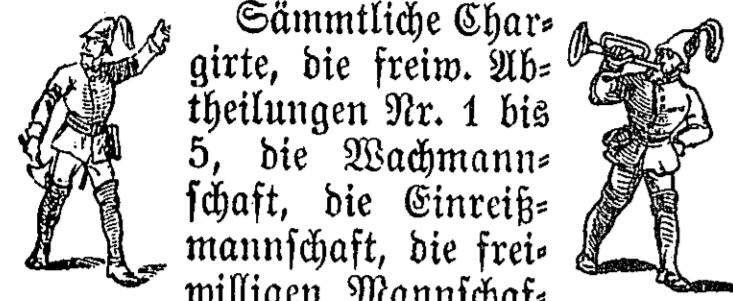 Sämmtliche Char-
girte, die freiw. Ab-
theilungen Nr. 1 bis
5, die Wachmann-
schaft, die Einreiß-
mannschaft, die frei-
willigen Mannschaf-